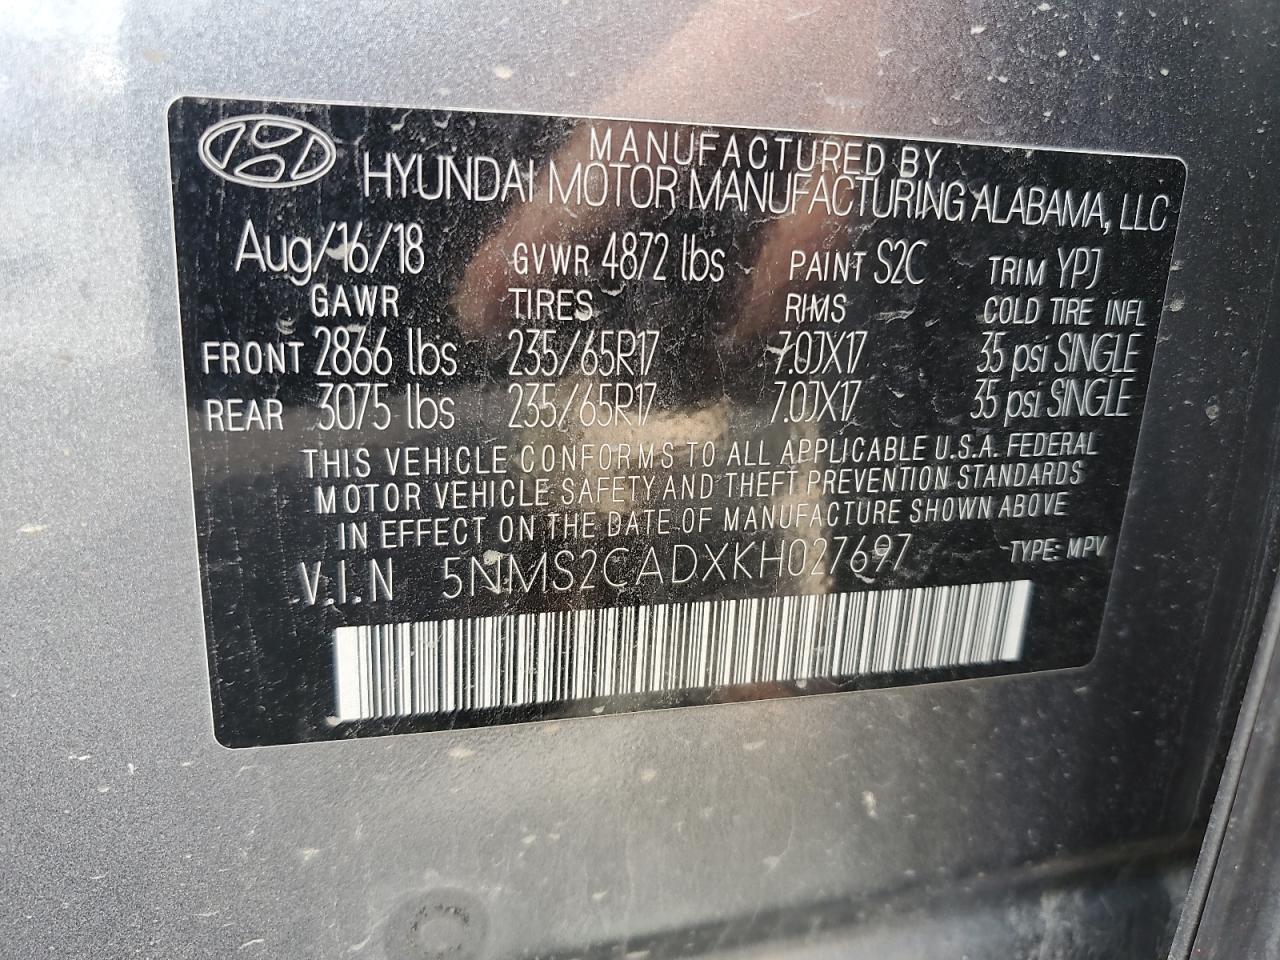 MANUFACTURED BY
HYUNDAI MOTOR MANUFACTURING ALABAMA, LLC
Aug/16/18 GVWR 4872 lbs PAINT S2C TRIM YPJ
GAWR TIRES RIMS COLD TIRE INFL
FRONT 2866 lbs 235/65R17 7.0JX17 35 psi SINGLE
REAR 3075 lbs 235/65R17 7.0JX17 35 psi SINGLE
THIS VEHICLE CONFORMS TO ALL APPLICABLE U.S.A. FEDERAL
MOTOR VEHICLE SAFETY AND THEFT PREVENTION STANDARDS
IN EFFECT ON THE DATE OF MANUFACTURE SHOWN ABOVE
V.I.N 5NMS2CADXKH027697 TYPE: MPV